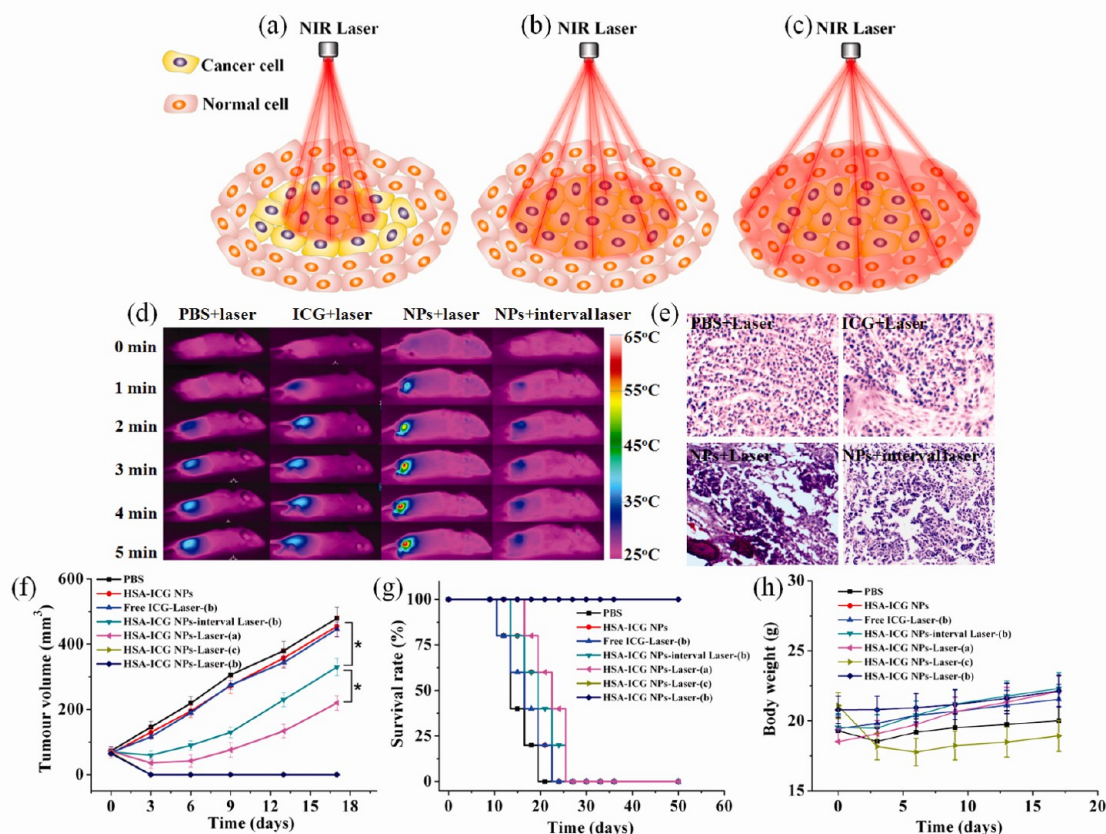 (a) NIR Laser
(b) NIR Laser
(c) NIR Laser
Cancer cell
Normal cell
(d) PBS+laser ICG+laser NPs+laser NPs+interval laser
0 min
1 min
2 min
3 min
4 min
5 min
65°C
55°C
45°C
35°C
25°C
(e)
PBS+Laser ICG+Laser
NPs+Laser NPs+interval laser
(f)
600
400
200
0
Tumour volume (mm³)
PBS
HSA-ICG NPs
Free ICG-Laser-(b)
HSA-ICG NPs-interval Laser-(b)
HSA-ICG NPs-Laser-(a)
HSA-ICG NPs-Laser-(c)
HSA-ICG NPs-Laser-(b)
*
*
0 3 6 9 12 15 18
Time (days)
(g)
100
75
50
25
0
Survival rate (%)
PBS
HSA-ICG NPs
Free ICG-Laser-(b)
HSA-ICG NPs-interval Laser-(b)
HSA-ICG NPs-Laser-(a)
HSA-ICG NPs-Laser-(c)
HSA-ICG NPs-Laser-(b)
0 10 20 30 40 50
Time (days)
(h)
30
25
20
15
Body weight (g)
PBS
HSA-ICG NPs
Free ICG-Laser-(b)
HSA-ICG NPs-interval Laser-(b)
HSA-ICG NPs-Laser-(a)
HSA-ICG NPs-Laser-(c)
HSA-ICG NPs-Laser-(b)
0 5 10 15
Time (days)